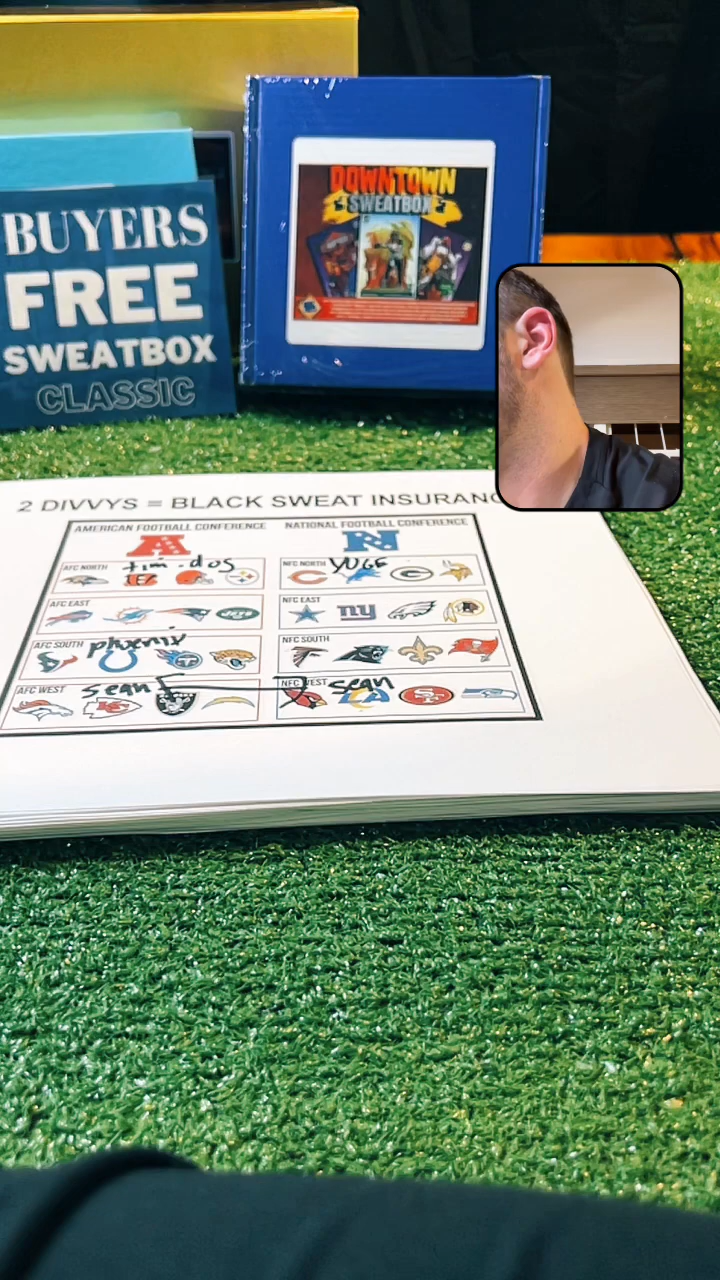 DOWNTOWN
SWEATBOX
BUYERS
FREE
SWEATBOX
CLASSIC
2 DIVVYS = BLACK SWEAT INSURANC
AMERICAN FOOTBALL CONFERENCE
NATIONAL FOOTBALL CONFERENCE
AFC NORTH tim.dos
NFC NORTH YUGE
AFC EAST
NFC EAST
ny
JETS
AFC SOUTH phoenix
NFC SOUTH
AFC WEST sean
NFC WEST sean